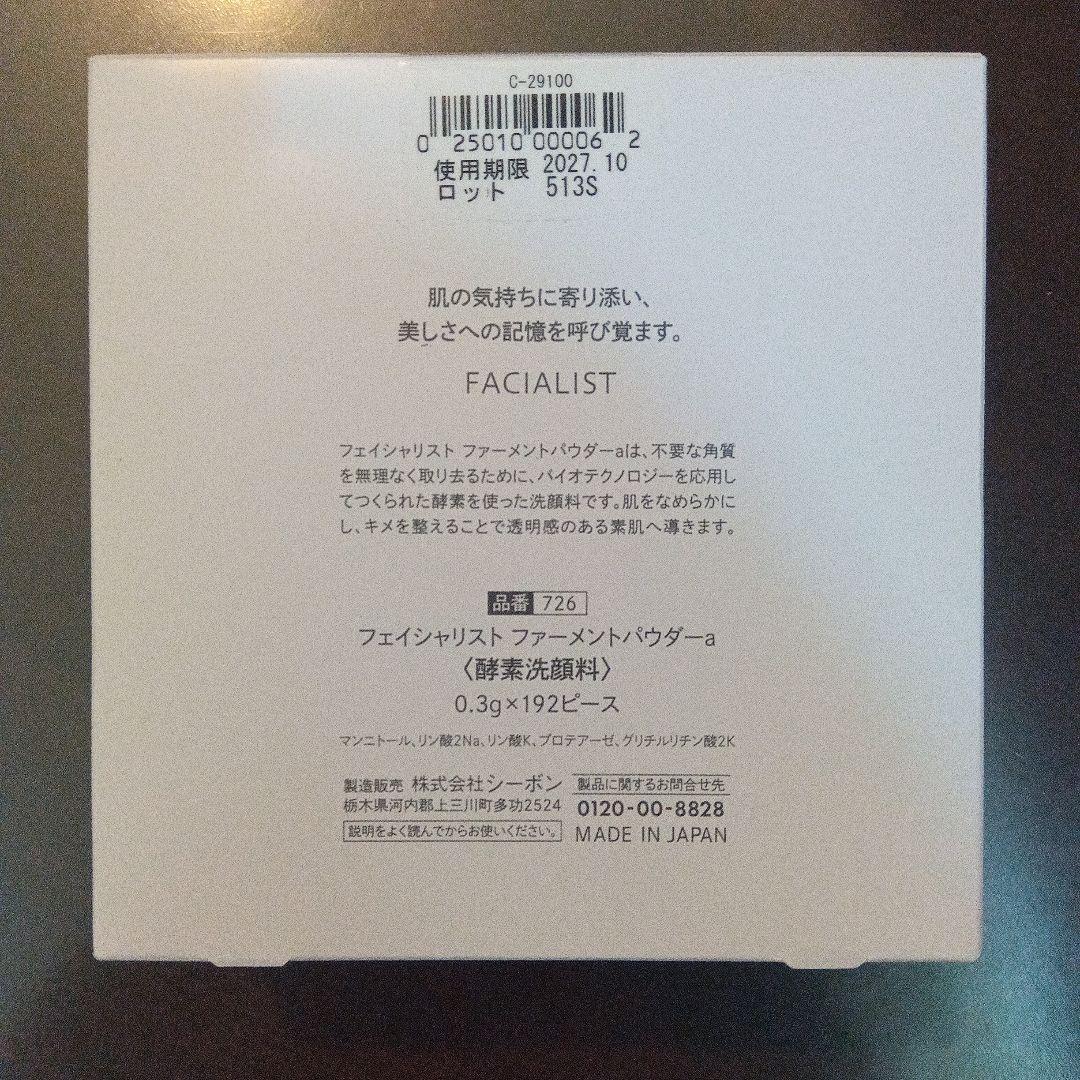 C-29100
0 25010 00006 2
使用期限 2027.10
ロット 513S
肌の気持ちに寄り添い、
美しさへの記憶を呼び覚ます。
FACIALIST
フェイシャリスト ファーメントパウダーaは、不要な角質
を無理なく取り去るために、バイオテクノロジーを応用し
てつくられた酵素を使った洗顔料です。肌をなめらかに
し、キメを整えることで透明感のある素肌へ導きます。
品番 726
フェイシャリスト ファーメントパウダーa
〈酵素洗顔料〉
0.3g×192ピース
マンニトール、リン酸2Na、リン酸K、プロテアーゼ、グリチルリチン酸2K
製造販売 株式会社シーボン
栃木県河内郡上三川町多功2524
説明をよく読んでからお使いください。
製品に関するお問合せ先
0120-00-8828
MADE IN JAPAN